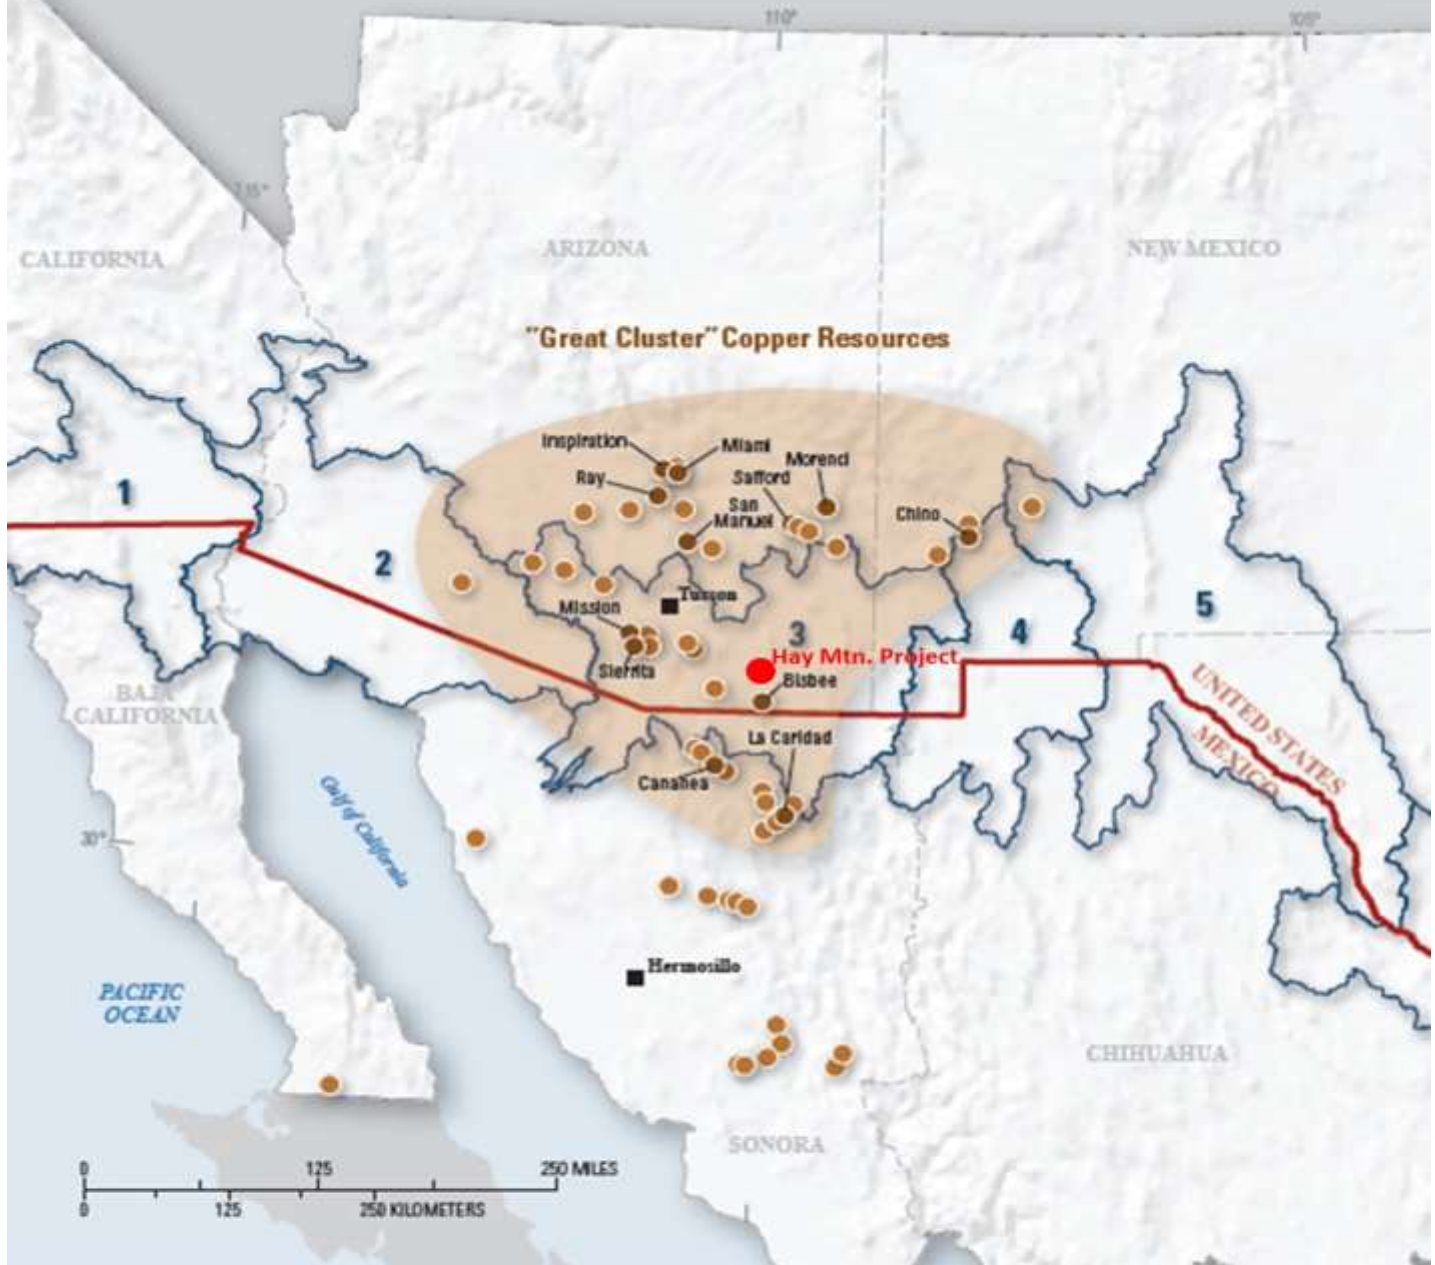 110°
105°
115°
CALIFORNIA
ARIZONA
NEW MEXICO
"Great Cluster" Copper Resources
Inspiration
Miami
Morenci
Ray
Safford
San
Manuel
Chino
1
2
Tucson
Mission
3
4
5
Hay Mtn. Project
Sierrita
Bisbee
BAJA
CALIFORNIA
UNITED STATES
MEXICO
La Caridad
Cananea
Gulf of California
30°
Hermosillo
PACIFIC
OCEAN
CHIHUAHUA
SONORA
0 125 250 MILES
0 125 250 KILOMETERS